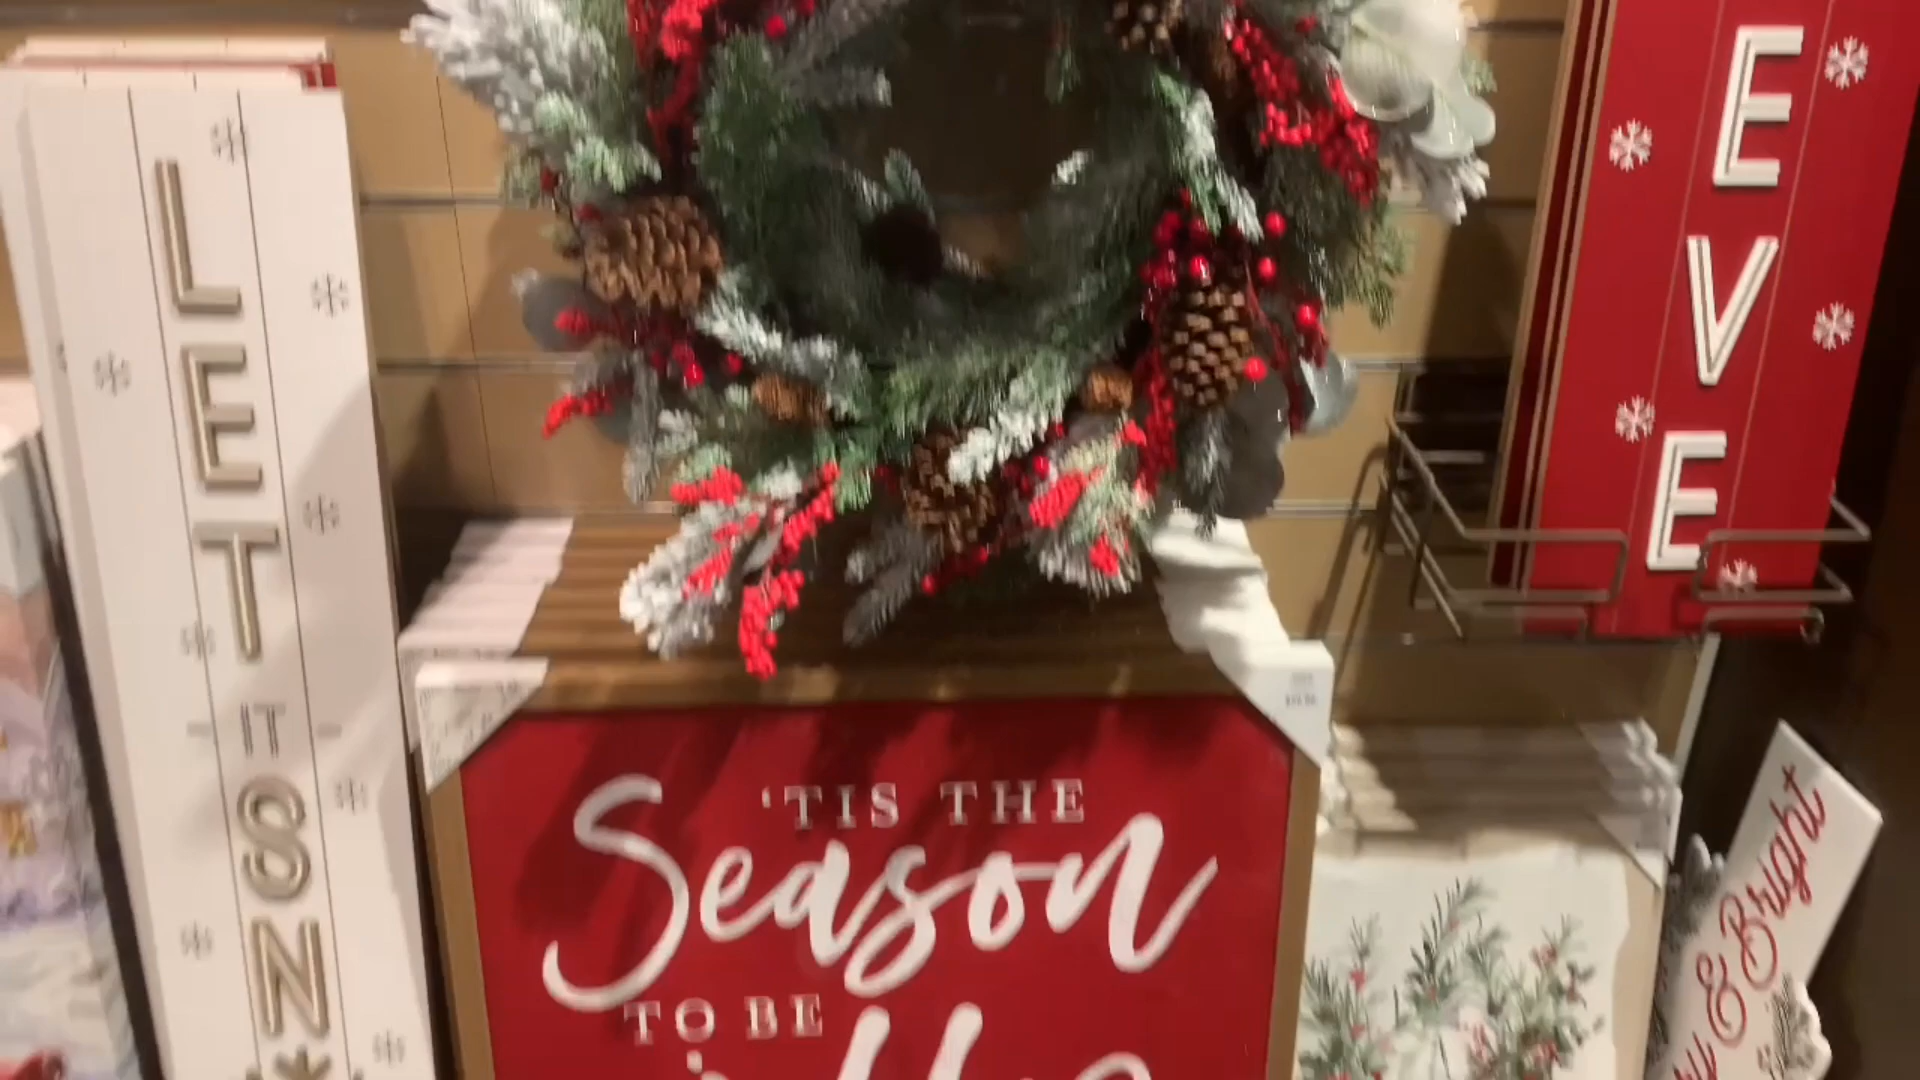 LET
IT
SN*
'TIS THE
Season
TO BE
EVE
& Bright